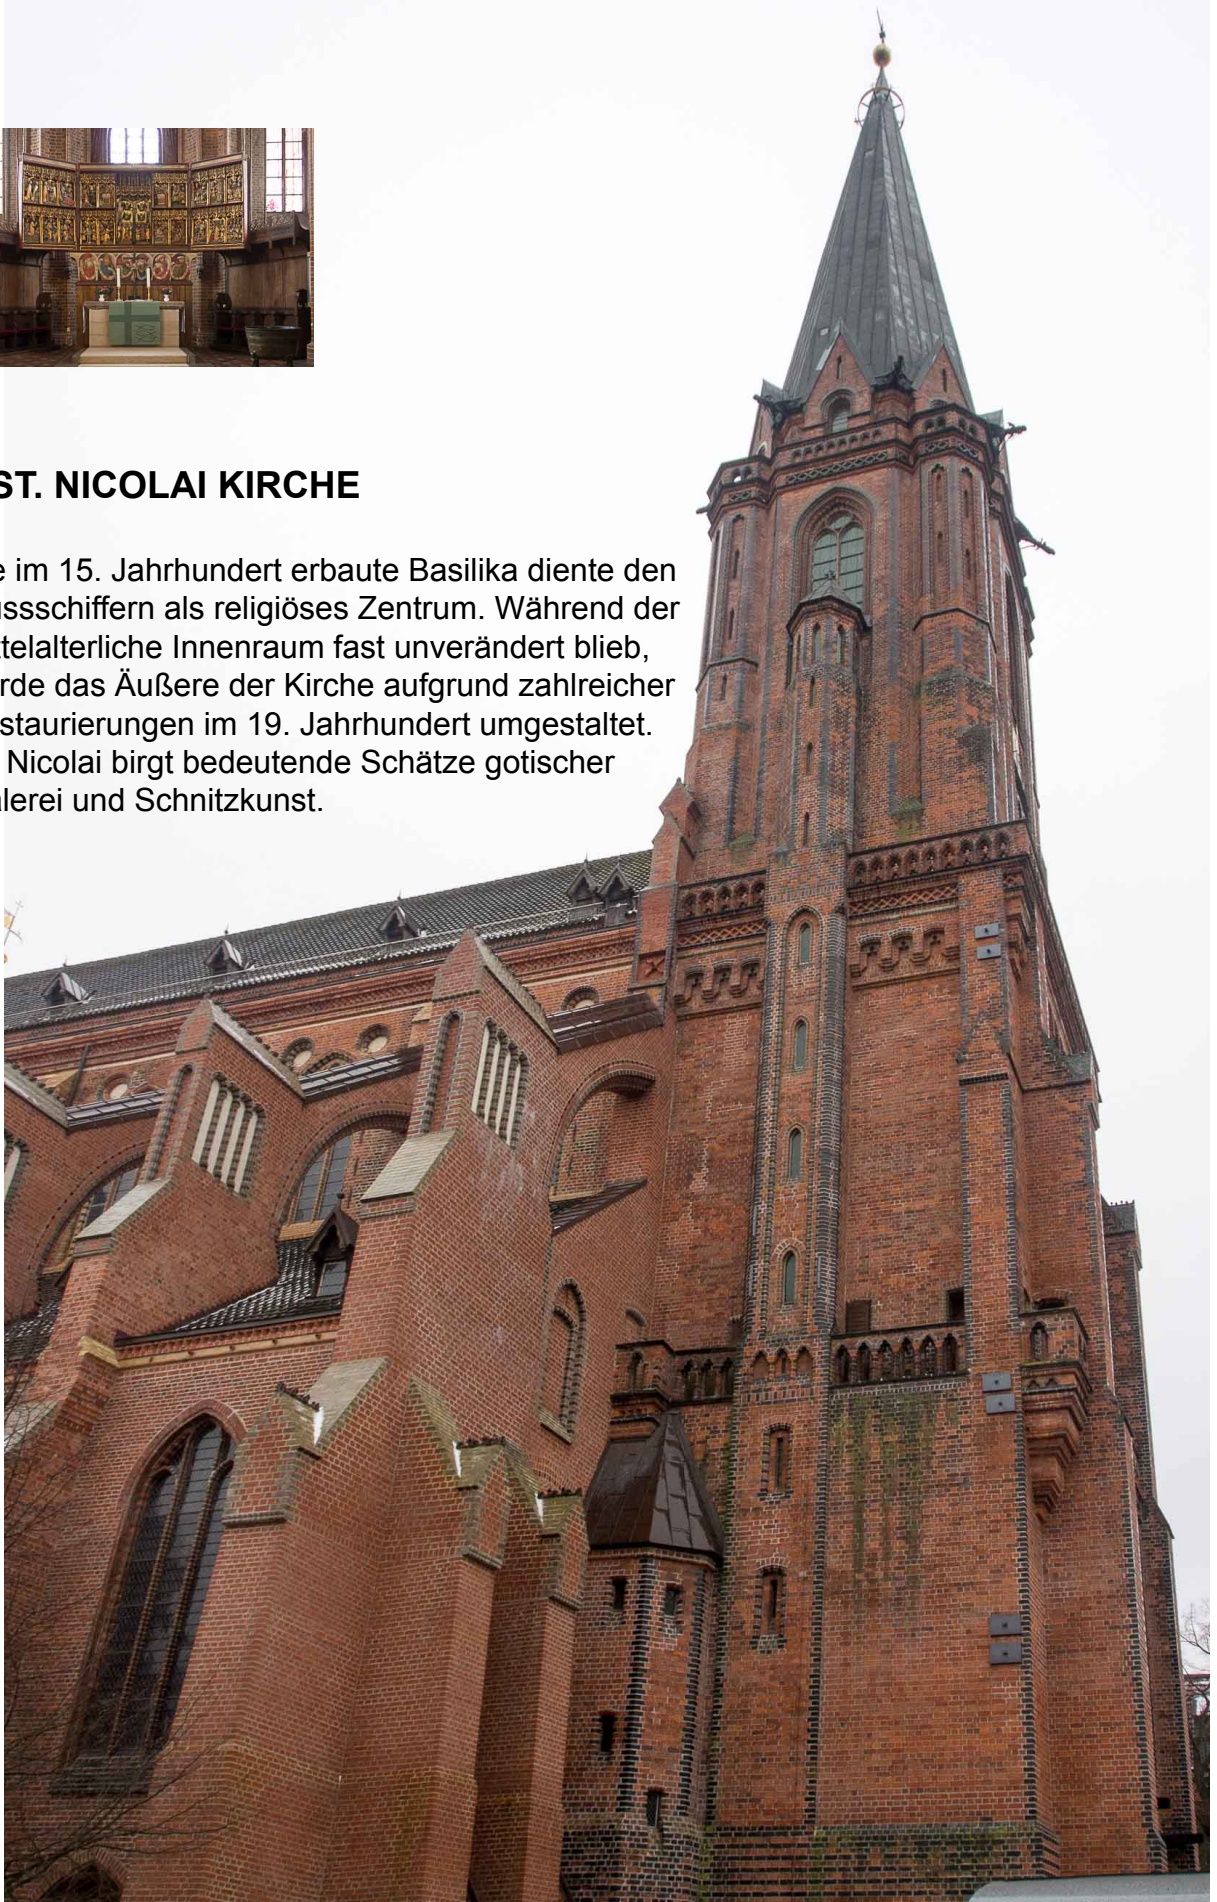 ST. NICOLAI KIRCHE
e im 15. Jahrhundert erbaute Basilika diente den
ussschiffern als religiöses Zentrum. Während der
telalterliche Innenraum fast unverändert blieb,
rde das Äußere der Kirche aufgrund zahlreicher
staurierungen im 19. Jahrhundert umgestaltet.
Nicolai birgt bedeutende Schätze gotischer
lerei und Schnitzkunst.